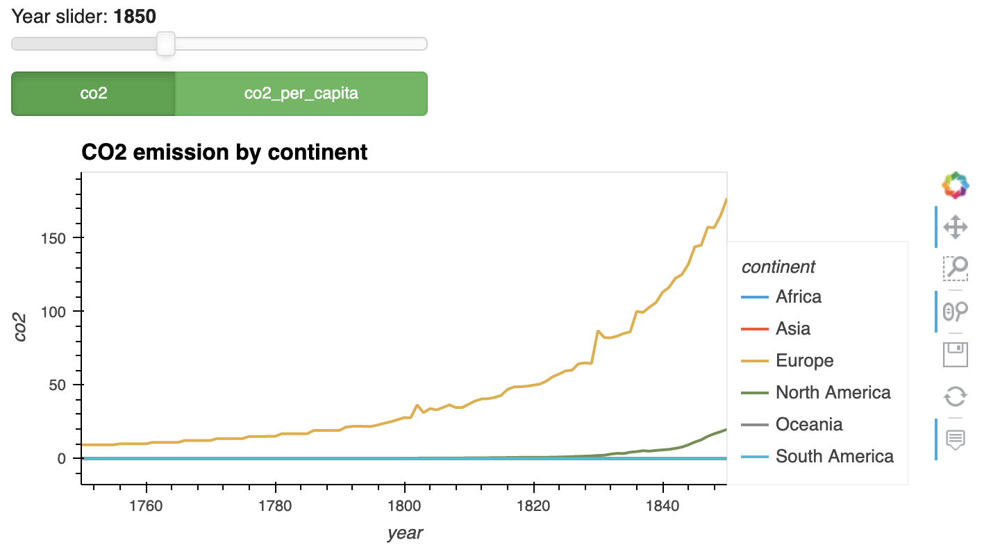 Year slider: 1850
co2 co2_per_capita
CO2 emission by continent
150
100
50
0
co2
1760 1780 1800 1820 1840
year
continent
Africa
Asia
Europe
North America
Oceania
South America